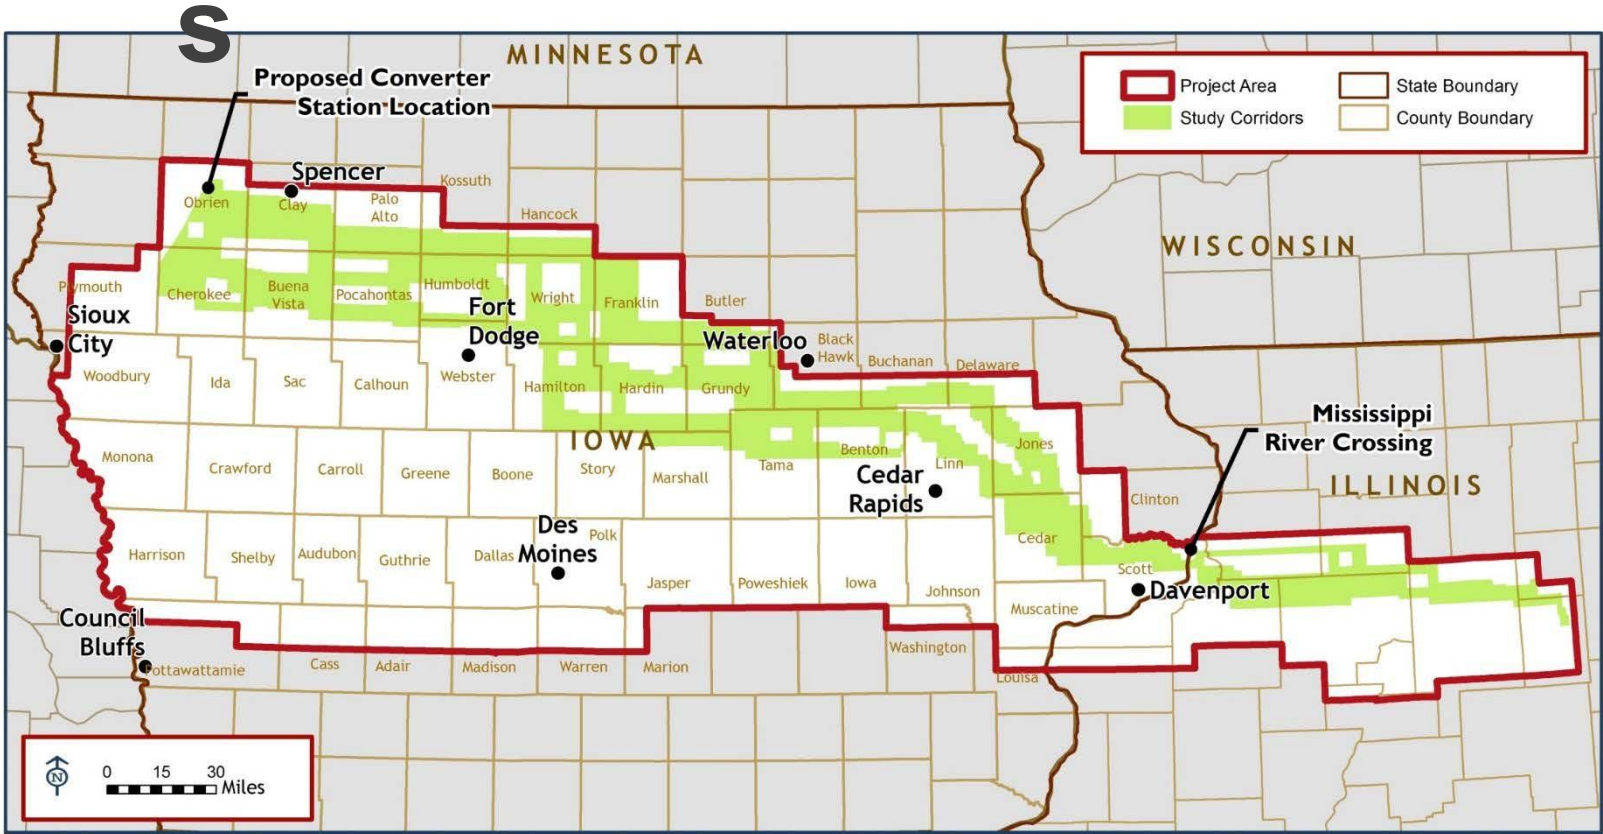 S
MINNESOTA
Proposed Converter
Station Location
Project Area
State Boundary
Study Corridors
County Boundary
Spencer
Kossuth
Obrien
Clay
Palo
Alto
Hancock
WISCONSIN
Plymouth
Cherokee
Buena
Vista
Pocahontas
Humboldt
Wright
Franklin
Butler
Sioux
City
Fort
Dodge
Waterloo
Black
Hawk
Buchanan
Delaware
Woodbury
Ida
Sac
Calhoun
Webster
Hamilton
Hardin
Grundy
Mississippi
River Crossing
IOWA
Monona
Crawford
Carroll
Greene
Boone
Story
Marshall
Tama
Benton
Linn
Jones
Cedar
Rapids
Clinton
ILLINOIS
Harrison
Shelby
Audubon
Guthrie
Dallas
Des
Moines
Polk
Jasper
Poweshiek
Iowa
Johnson
Cedar
Scott
Davenport
Muscatine
Council
Bluffs
Pottawattamie
Cass
Adair
Madison
Warren
Marion
Washington
Louisa
N
0 15 30
Miles